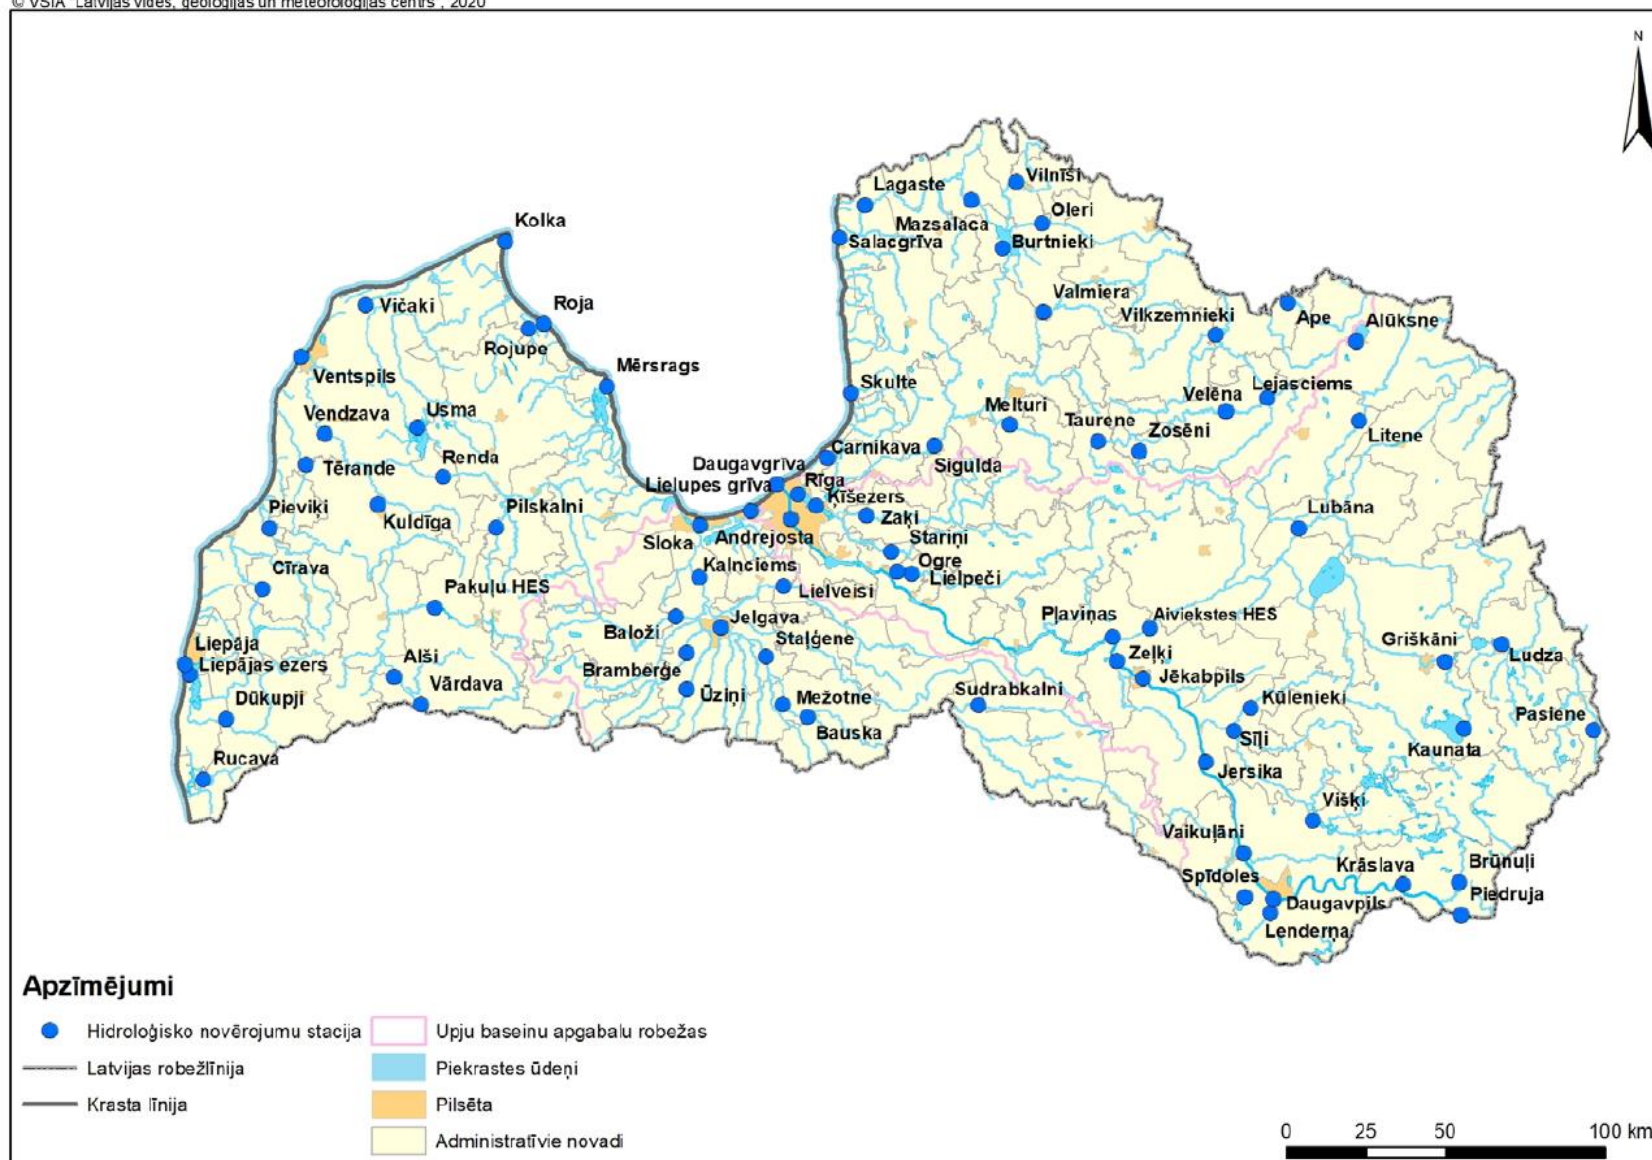 © VSIA "Latvijas vides, ģeoloģijas un meteoroloģijas centrs", 2020
N
Vilnīši
Lagaste
Oleri
Mazsalaca
Kolka
Salacgrīva
Burtnieki
Valmiera
Vičaki
Roja
Vilkzemnieki
Ape
Alūksne
Rojupe
Mērsrags
Ventspils
Skulte
Lejasciems
Velēna
Vendzava
Usma
Melturi
Taurene
Zosēni
Litene
Carnikava
Renda
Daugavgrīva
Sigulda
Tērande
Lielupes grīva
Rīga
Ķīšezers
Pieviķi
Pilskalni
Lubāna
Kuldīga
Zaķi
Sloka
Andrejosta
Stariņi
Cīrava
Kalnciems
Ogre
Lielpeči
Pakuļu HES
Lielveisi
Pļaviņas
Aiviekstes HES
Jelgava
Baloži
Griškāni
Liepāja
Staļģene
Zeļķi
Ludza
Liepājas ezers
Alši
Bramberģe
Jēkabpils
Vārdava
Sudrabkalni
Dūkupji
Ūziņi
Mežotne
Kūlenieki
Pasiene
Bauska
Sīļi
Kaunata
Rucava
Jersika
Višķi
Vaikuļāni
Krāslava
Brūnuļi
Spīdoles
Piedruja
Daugavpils
Lenderņa
Apzīmējumi
Hidroloģisko novērojumu stacija
Upju baseinu apgabalu robežas
Latvijas robežlīnija
Piekrastes ūdeņi
Krasta līnija
Pilsēta
Administratīvie novadi
0 25 50 100 km